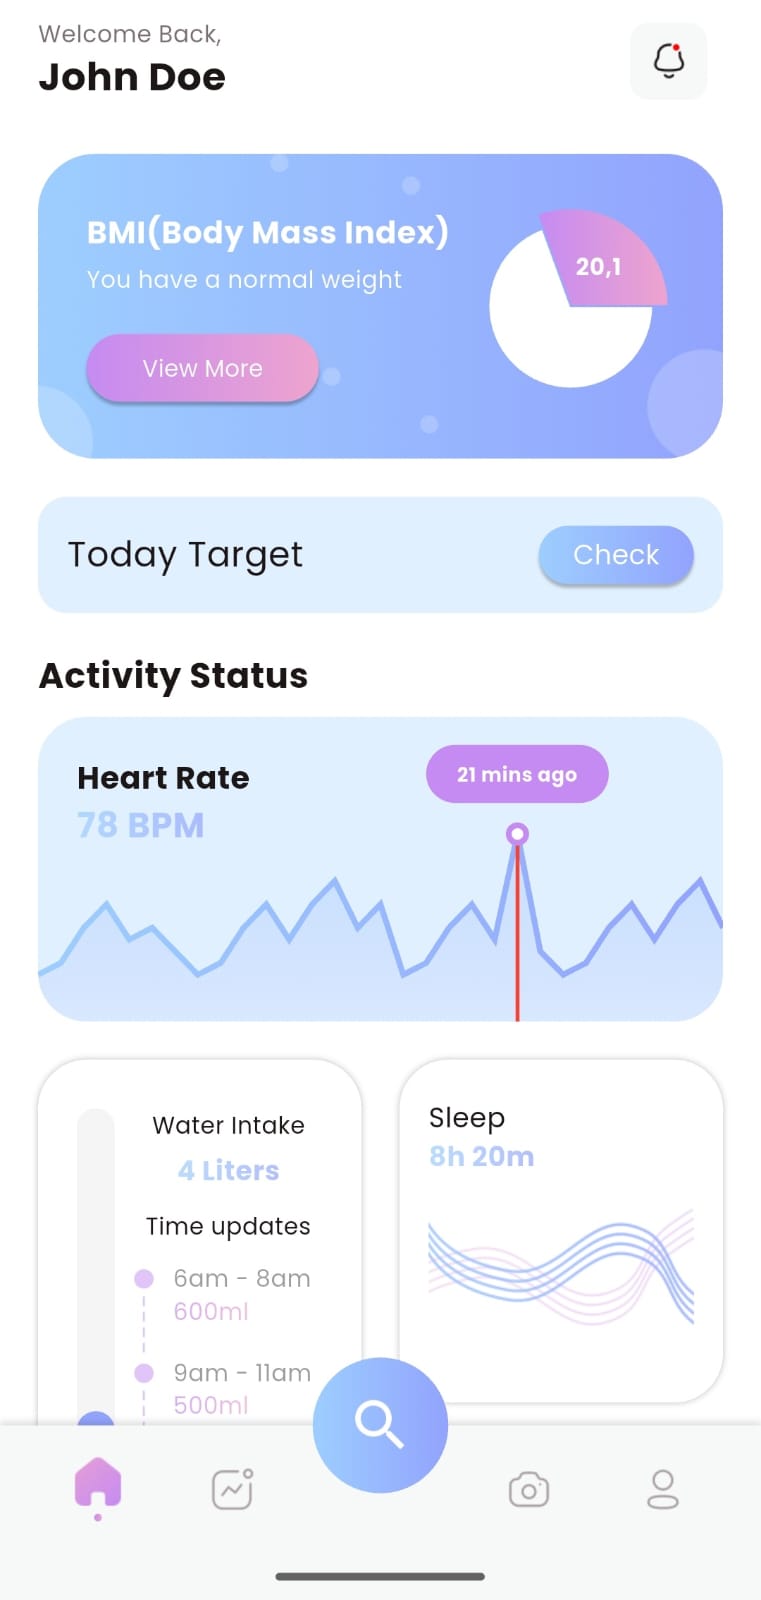 Welcome Back,
John Doe
BMI(Body Mass Index)
You have a normal weight
20,1
View More
Today Target
Check
Activity Status
Heart Rate
21 mins ago
78 BPM
Water Intake
4 Liters
Time updates
6am - 8am
600ml
9am - 11am
500ml
Sleep
8h 20m